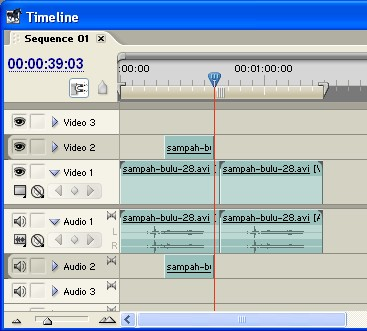 Timeline
Sequence 01
00:00:39:03
:00:00
00:01:00:00
Video 3
Video 2
sampah-bu
Video 1
sampah-bulu-28.avi [
sampah-bulu-28.avi [V
Audio 1
L
R
sampah-bulu-28.avi [
sampah-bulu-28.avi [A
Audio 2
sampah-bu
Audio 3